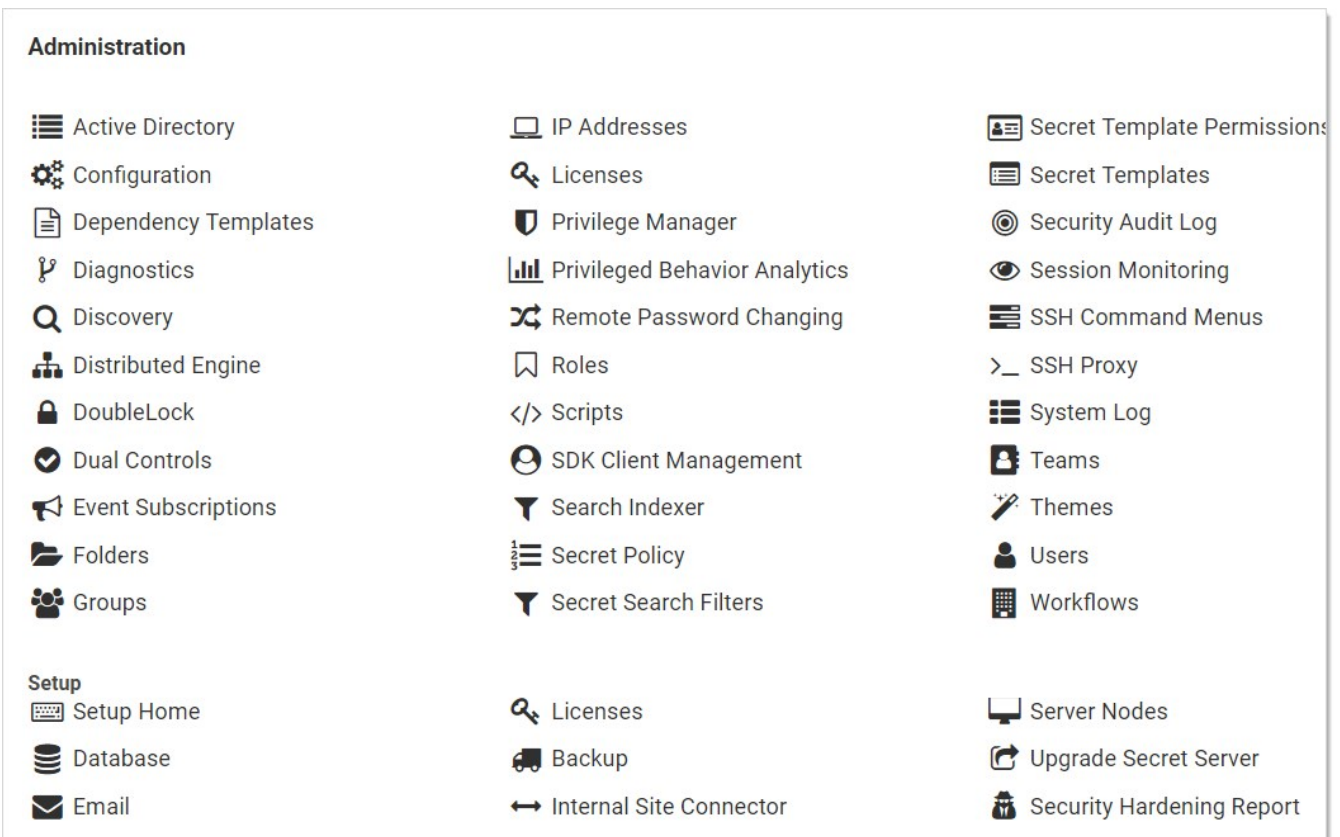 Administration
Active Directory
Configuration
Dependency Templates
Diagnostics
Discovery
Distributed Engine
DoubleLock
Dual Controls
Event Subscriptions
Folders
Groups
IP Addresses
Licenses
Privilege Manager
Privileged Behavior Analytics
Remote Password Changing
Roles
Scripts
SDK Client Management
Search Indexer
Secret Policy
Secret Search Filters
Secret Template Permissions
Secret Templates
Security Audit Log
Session Monitoring
SSH Command Menus
SSH Proxy
System Log
Teams
Themes
Users
Workflows
Setup
Setup Home
Database
Email
Licenses
Backup
Internal Site Connector
Server Nodes
Upgrade Secret Server
Security Hardening Report